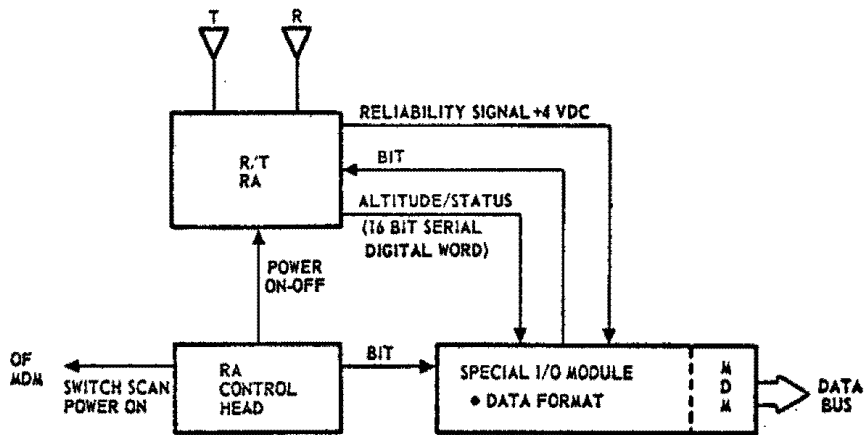 T R
RELIABILITY SIGNAL +4 VDC
R/T
RA
BIT
ALTITUDE/STATUS
(16 BIT SERIAL
DIGITAL WORD)
POWER
ON-OFF
OF
MDM
SWITCH SCAN
POWER ON
RA
CONTROL
HEAD
BIT
SPECIAL I/O MODULE
• DATA FORMAT
M
D
M
DATA
BUS